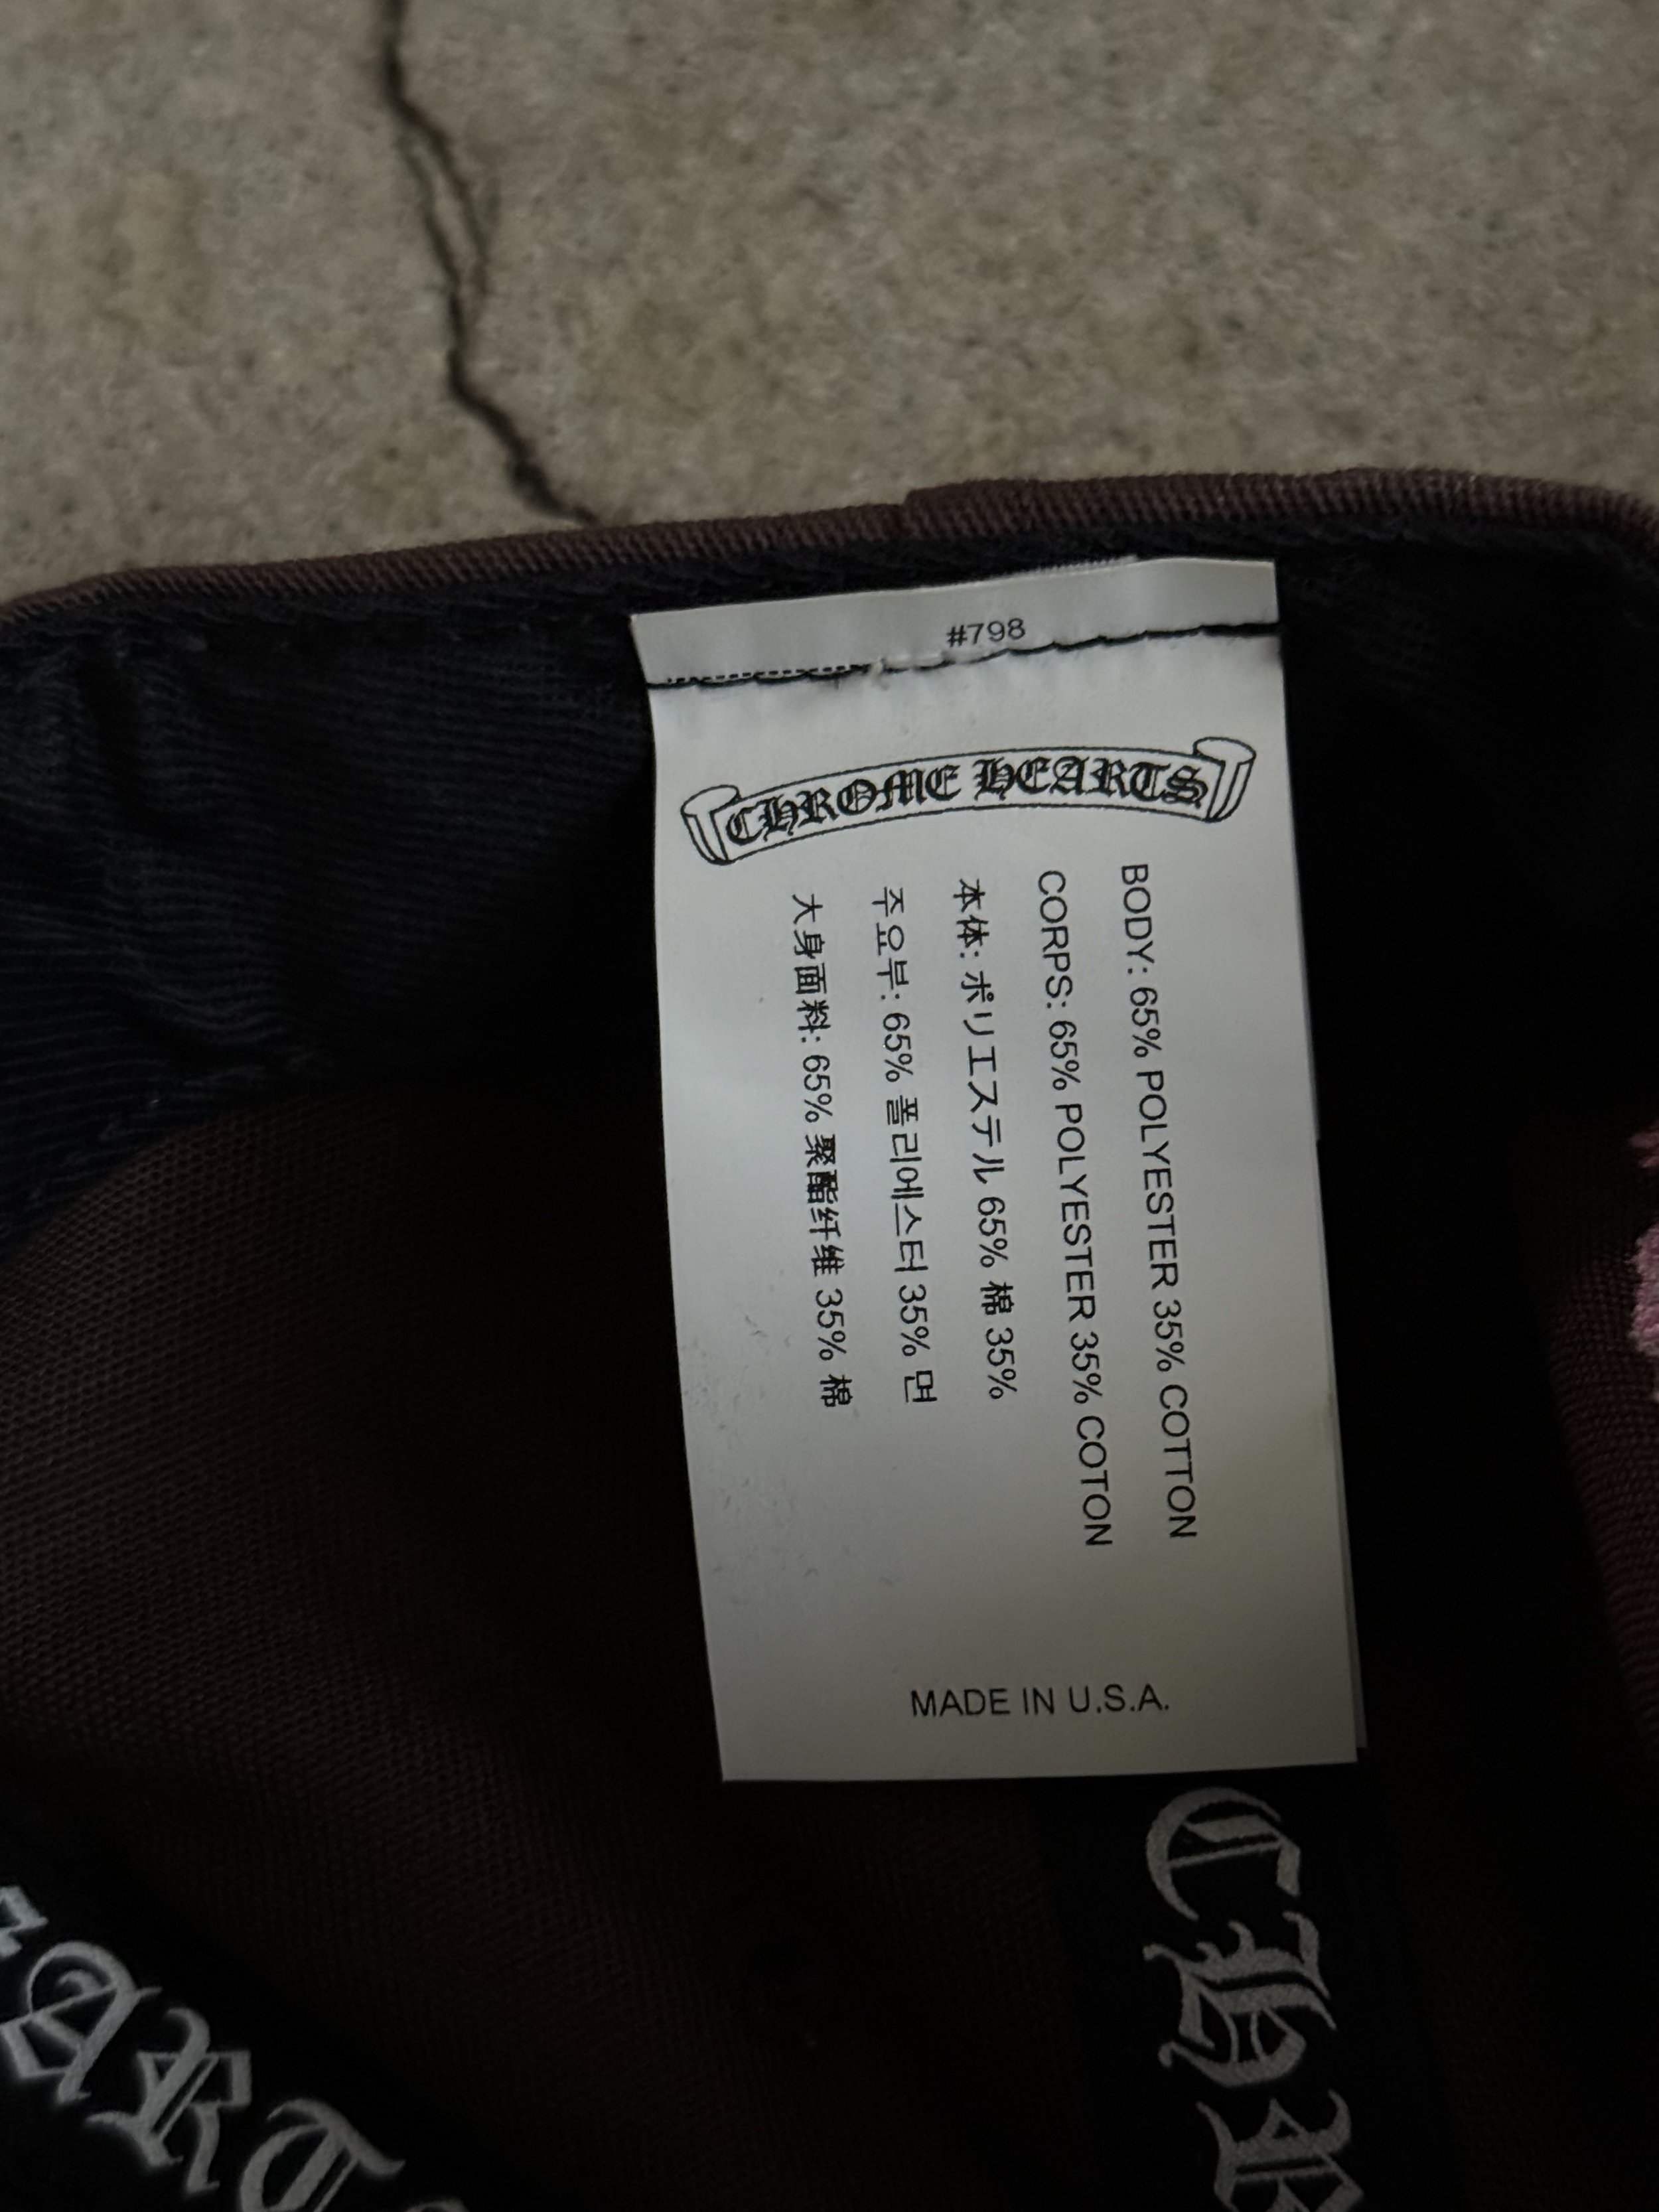 #798
CHROME HEARTS
BODY: 65% POLYESTER 35% COTTON
CORPS: 65% POLYESTER 35% COTON
本体: ポリエステル 65% 棉 35%
주요부: 65% 폴리에스터 35% 면
大身面料: 65% 聚酯纤维 35% 棉
MADE IN U.S.A.